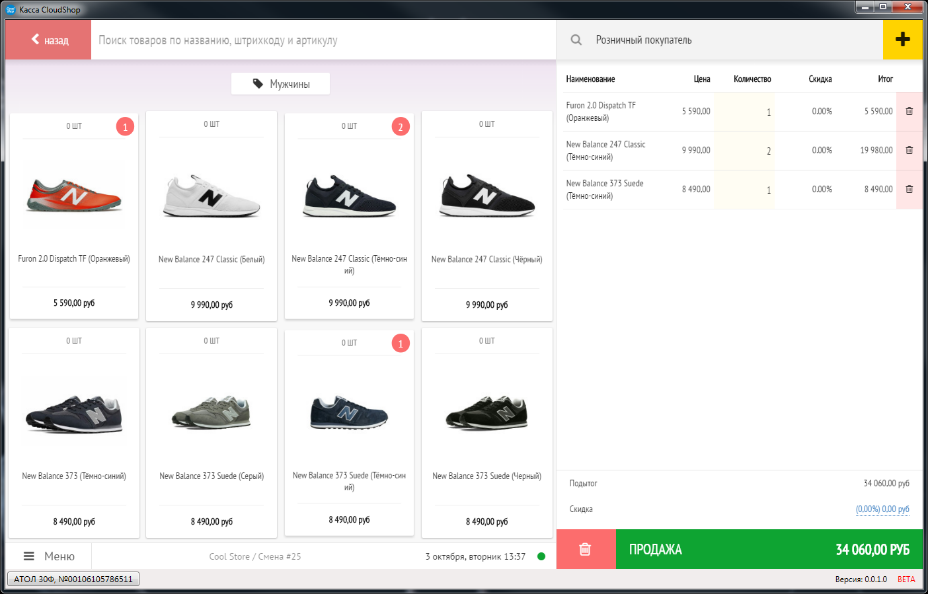 Касса CloudShop
назад
Поиск товаров по названию, штрихкоду и артикулу
Мужчины
0 ШТ
1
Furon 2.0 Dispatch TF (Оранжевый)
5 590,00 руб
0 ШТ
New Balance 247 Classic (Белый)
9 990,00 руб
0 ШТ
2
New Balance 247 Classic (Тёмно-син
ий)
9 990,00 руб
0 ШТ
New Balance 247 Classic (Чёрный)
9 990,00 руб
0 ШТ
New Balance 373 (Тёмно-синий)
8 490,00 руб
0 ШТ
New Balance 373 Suede (Серый)
8 490,00 руб
0 ШТ
1
New Balance 373 Suede (Тёмно-син
ий)
8 490,00 руб
0 ШТ
New Balance 373 Suede (Черный)
8 490,00 руб
Меню
Cool Store / Смена #25
3 октября, вторник 13:37
Розничный покупатель
Наименование Цена Количество Скидка Итог
Furon 2.0 Dispatch TF
(Оранжевый)
5 590,00 1 0.00% 5 590,00
New Balance 247 Classic
(Тёмно-синий)
9 990,00 2 0.00% 19 980,00
New Balance 373 Suede
(Тёмно-синий)
8 490,00 1 0.00% 8 490,00
Подытог 34 060,00 руб
Скидка (0,00%) 0,00 руб
ПРОДАЖА 34 060,00 РУБ
АТОЛ 30Ф, №00106105786511
Версия: 0.0.1.0 BETA